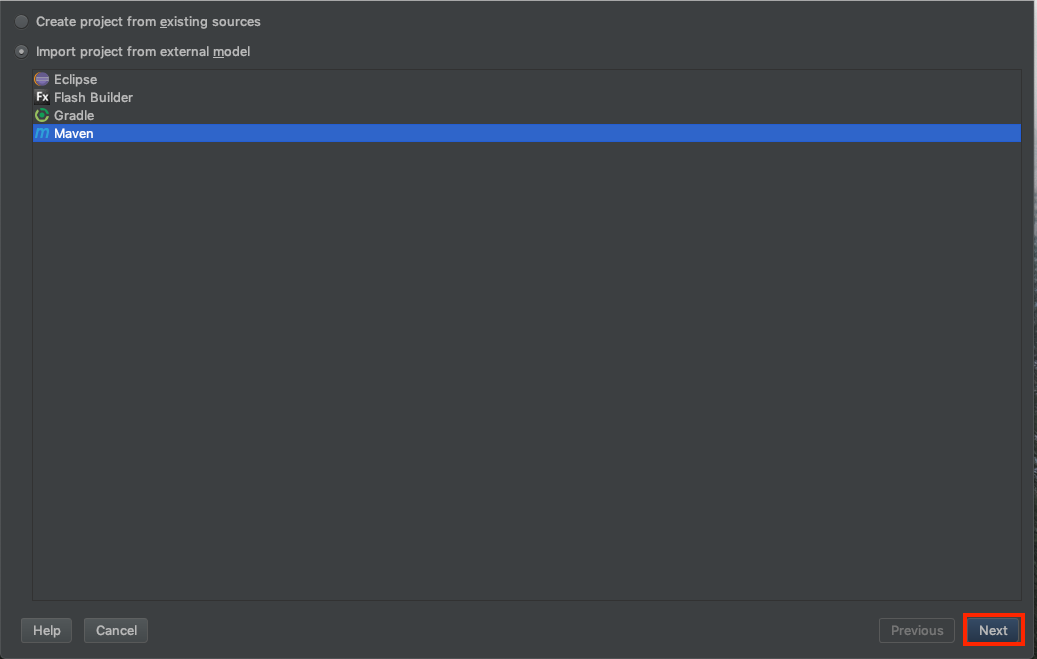 Create project from existing sources
Import project from external model
Eclipse
Fx Flash Builder
Gradle
m Maven
Help Cancel Previous Next